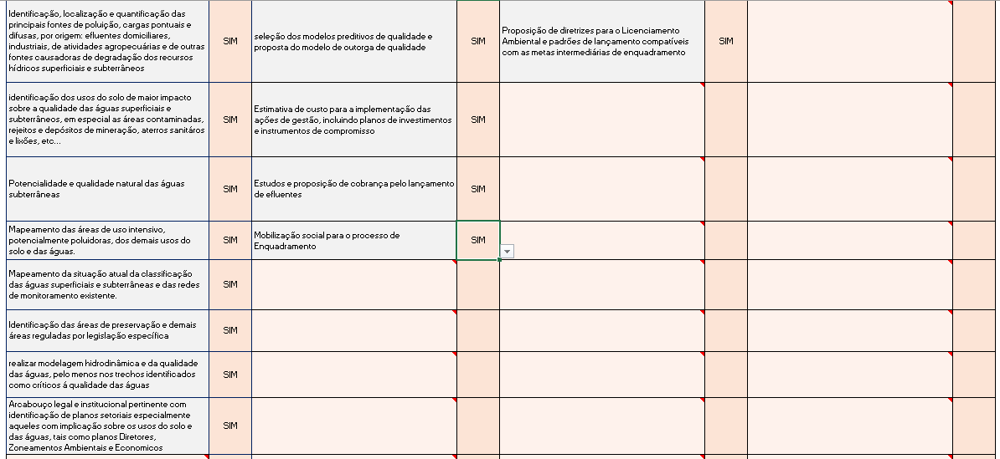 Identificação, localização e quantificação das
principais fontes de poluição, cargas pontuais e
difusas, por origem: efluentes domiciliares,
industriais, de atividades agropecuárias e de outras
fontes causadoras de degradação dos recursos
hídricos superficiais e subterrâneos
SIM
seleção dos modelos preditivos de qualidade e
proposta do modelo de outorga de qualidade
SIM
Proposição de diretrizes para o Licenciamento
Ambiental e padrões de lançamento compatíveis
com as metas intermediárias de enquadramento
SIM
identificação dos usos do solo de maior impacto
sobre a qualidade das águas superficiais e
subterrâneos, em especial as áreas contaminadas,
rejeitos e depósitos de mineração, aterros sanitáros
e lixões, etc...
SIM
Estimativa de custo para a implementação das
ações de gestão, incluindo planos de investimentos
e instrumentos de compromisso
SIM
Potencialidade e qualidade natural das águas
subterrâneas
SIM
Estudos e proposição de cobrança pelo lançamento
de efluentes
SIM
Mapeamento das áreas de uso intensivo,
potencialmente poluidoras, dos demais usos do
solo e das águas.
SIM
Mobilização social para o processo de
Enquadramento
SIM
Mapeamento da situação atual da classificação
das águas superficiais e subterrâneas e das redes
de monitoramento existente.
SIM
Identificação das áreas de preservação e demais
áreas reguladas por legislação específica
SIM
realizar modelagem hidrodinâmica e da qualidade
das águas, pelo menos nos trechos identificados
como críticos á qualidade das águas
SIM
Arcabouço legal e institucional pertinente com
identificação de planos setoriais especialmente
aqueles com implicação sobre os usos do solo e
das águas, tais como planos Diretores,
Zoneamentos Ambientais e Economicos
SIM